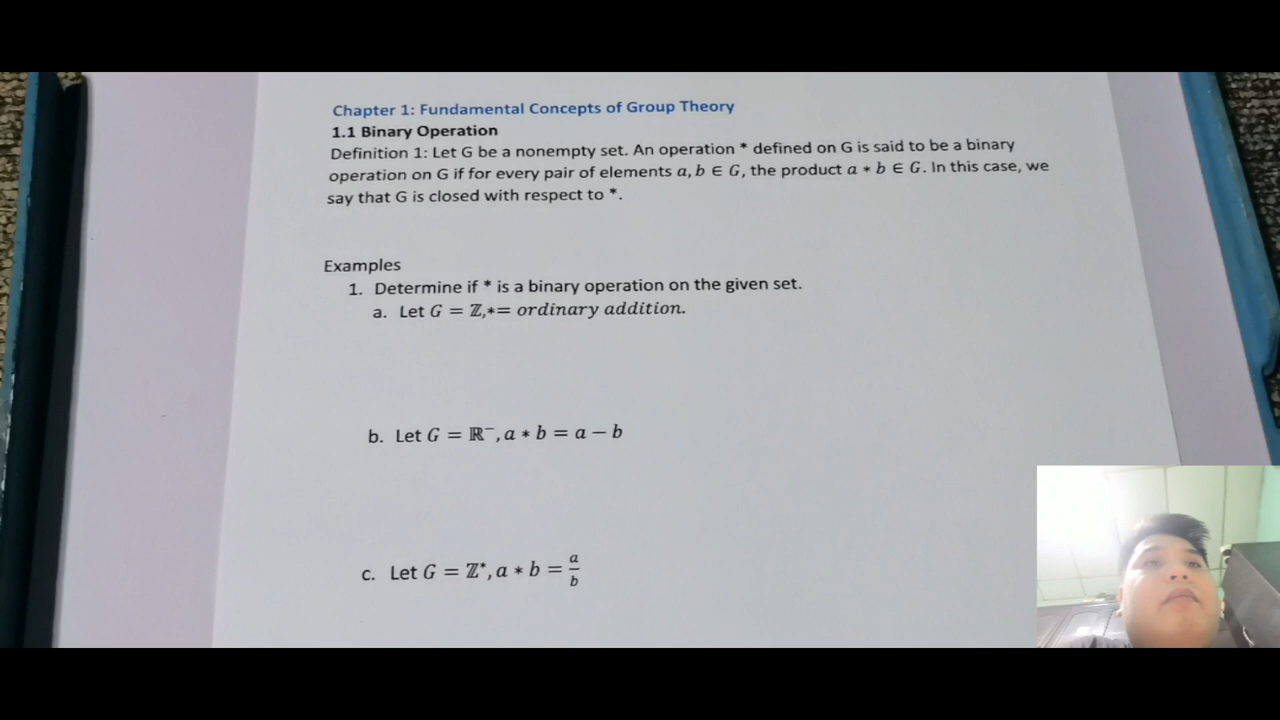 Chapter 1: Fundamental Concepts of Group Theory
1.1 Binary Operation
Definition 1: Let G be a nonempty set. An operation * defined on G is said to be a binary
operation on G if for every pair of elements a, b ∈ G, the product a * b ∈ G. In this case, we
say that G is closed with respect to *.
Examples
1. Determine if * is a binary operation on the given set.
a. Let G = ℤ,*= ordinary addition.
b. Let G = ℝ⁻, a * b = a − b
c. Let G = ℤ*, a * b = a/b